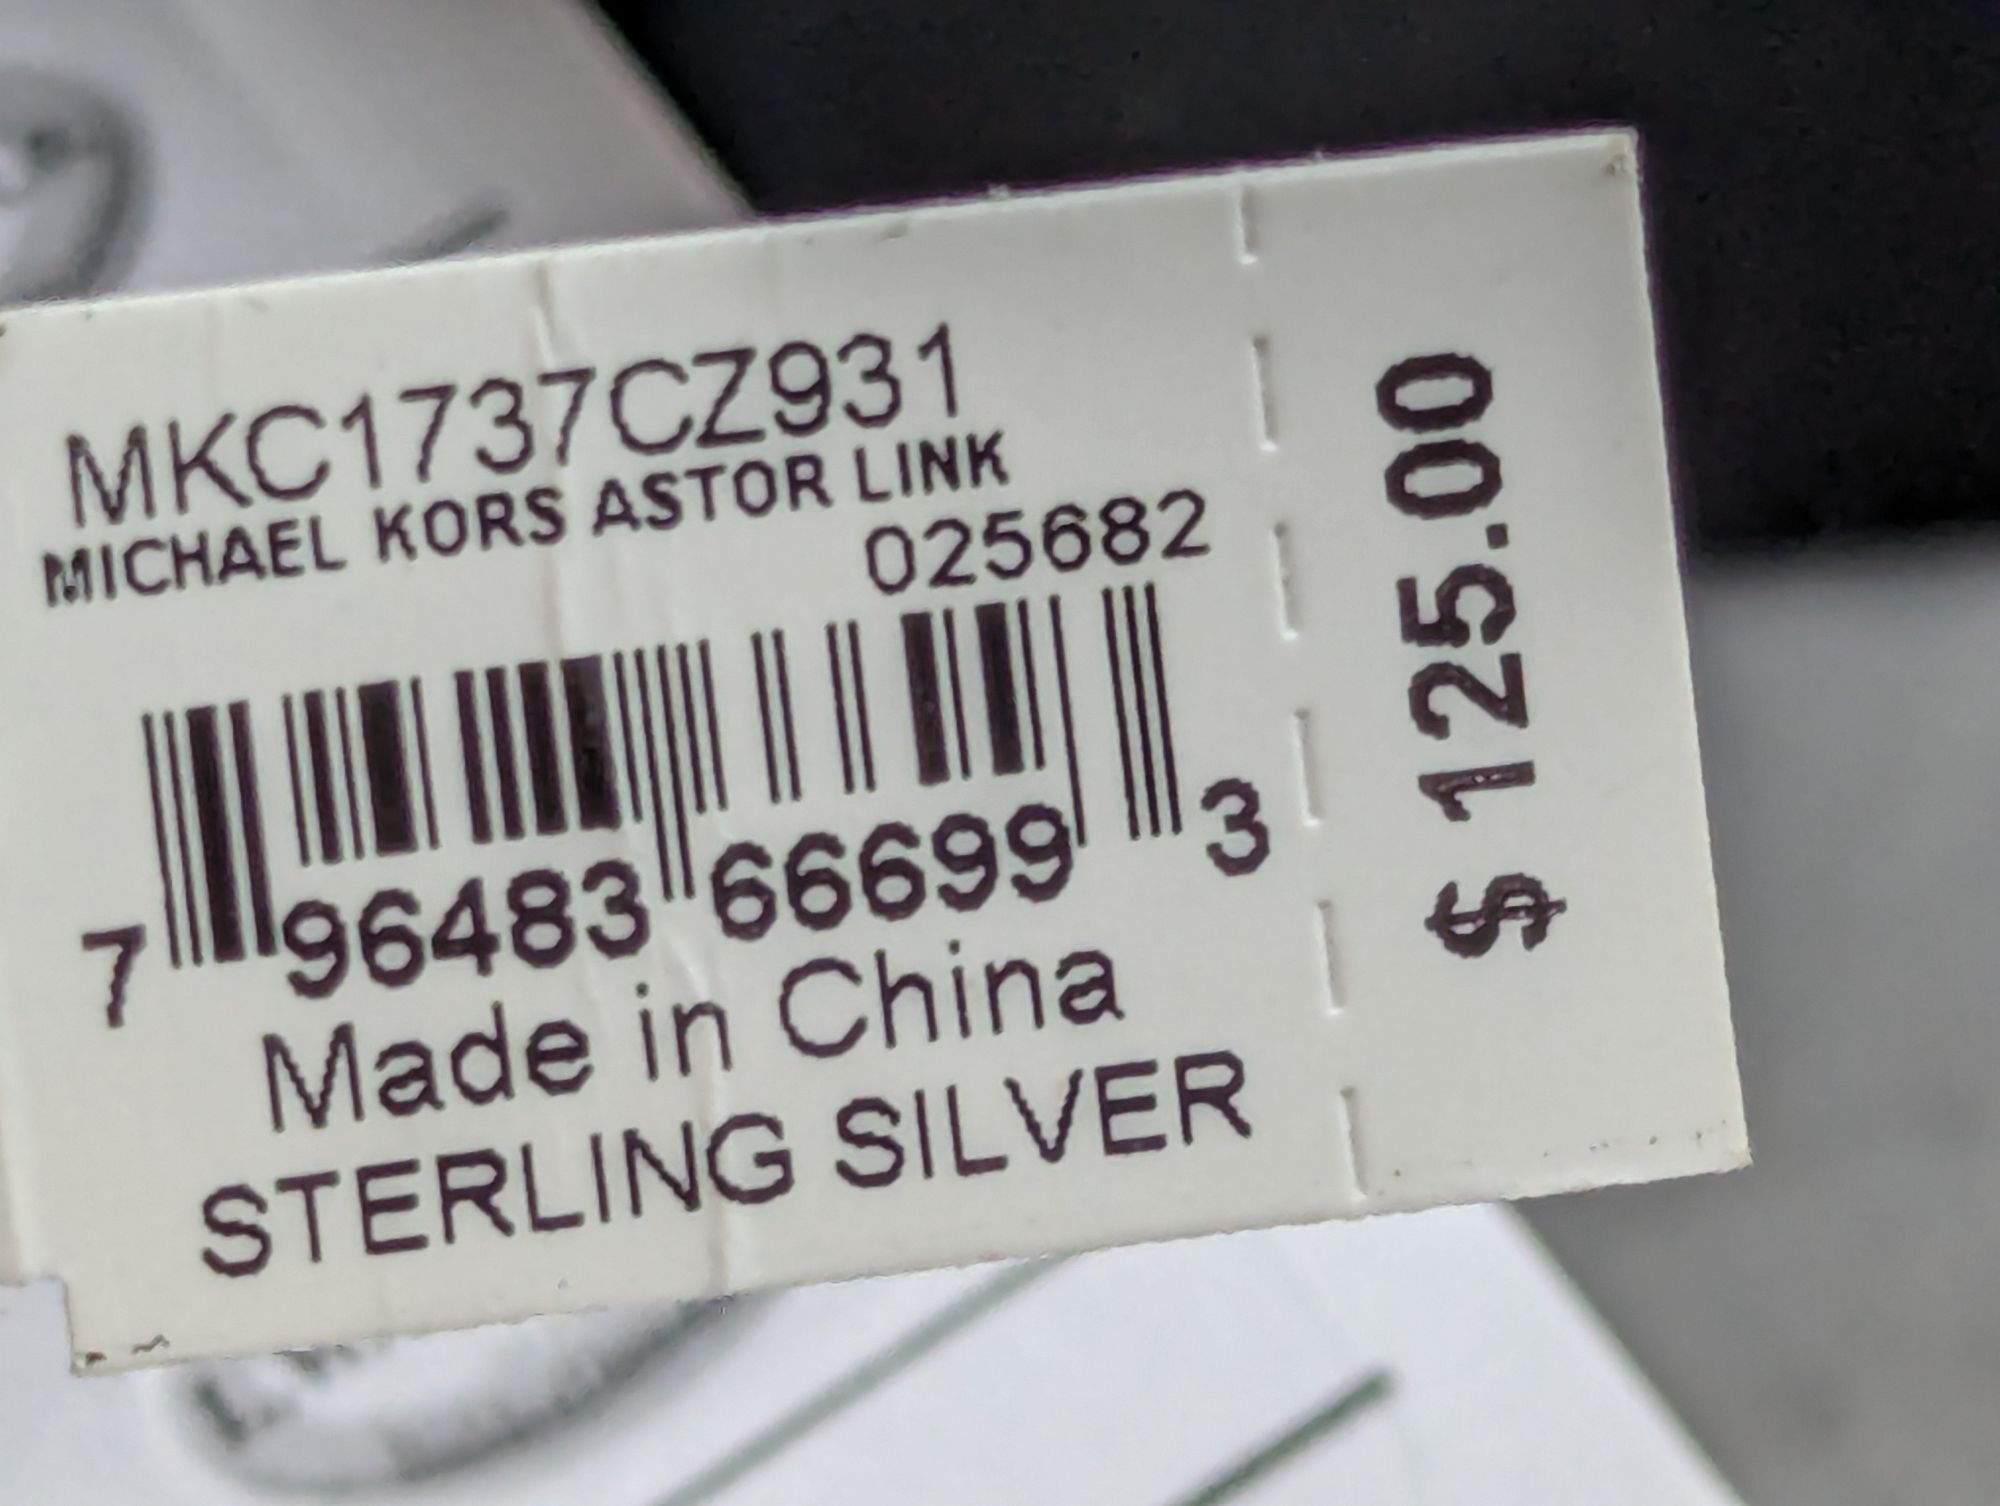 MKC1737CZ931
MICHAEL KORS ASTOR LINK
025682
7 96483 66699 3
Made in China
STERLING SILVER
$ 125.00